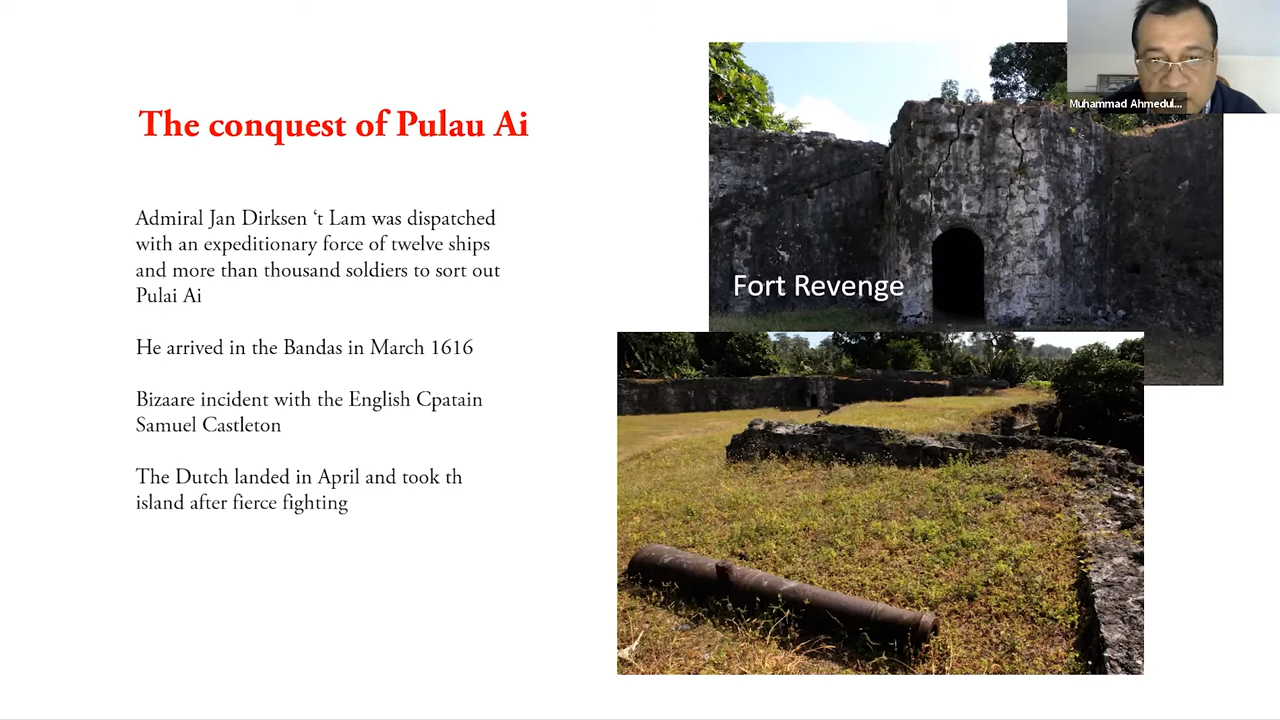 The conquest of Pulau Ai
Admiral Jan Dirksen ‘t Lam was dispatched
with an expeditionary force of twelve ships
and more than thousand soldiers to sort out
Pulai Ai
He arrived in the Bandas in March 1616
Bizaare incident with the English Cpatain
Samuel Castleton
The Dutch landed in April and took th
island after fierce fighting
Fort Revenge
Muhammad Ahmedul...